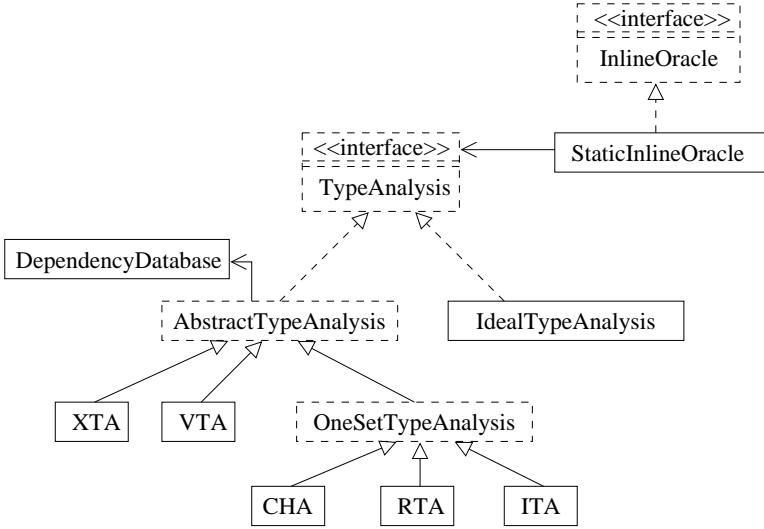 <<interface>>
InlineOracle
<<interface>>
StaticInlineOracle
TypeAnalysis
DependencyDatabase
AbstractTypeAnalysis
IdealTypeAnalysis
XTA
VTA
OneSetTypeAnalysis
CHA
RTA
ITA